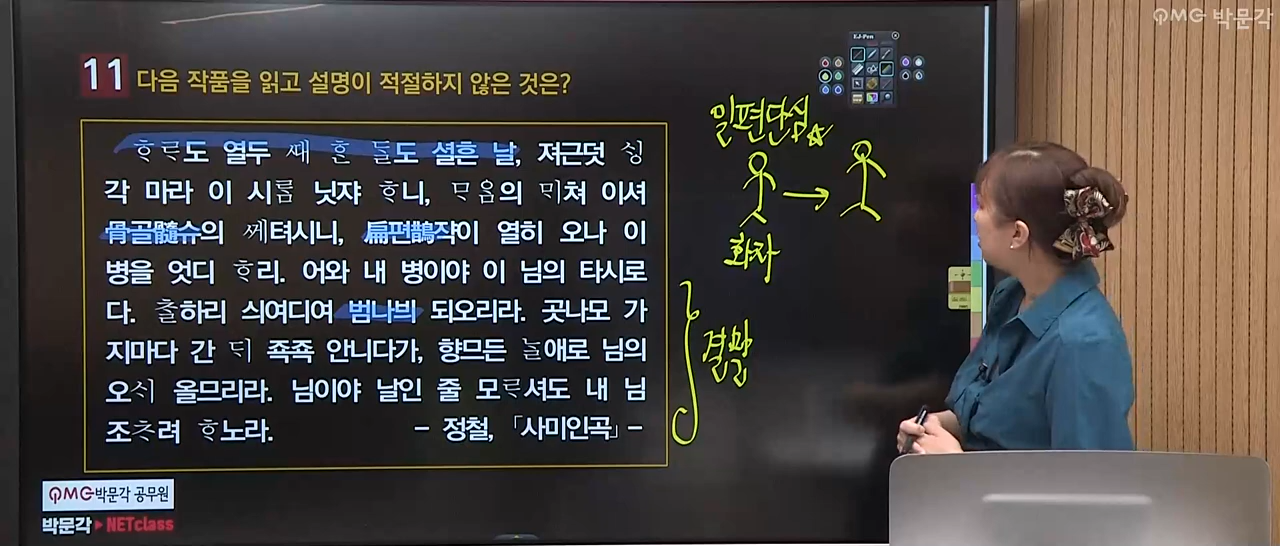 QMG 박문각
EJ-Pen
11 다음 작품을 읽고 설명이 적절하지 않은 것은?
ᄒᆞᄅᆞ도 열두 ᄣᅢ ᄒᆞᆫ ᄃᆞᆯ도 셜흔 날, 져근덧 ᄉᆡᆼ
각 마라 이 시ᄅᆞᆷ 닛쟈 ᄒᆞ니, ᄆᆞᄋᆞᆷ의 ᄆᆡ쳐 이셔
骨골髓슈의 ᄢᅦ텨시니, 扁편鵲쟉이 열히 오나 이
병을 엇디 ᄒᆞ리. 어와 내 병이야 이 님의 타시로
다. ᄎᆞᆯ하리 싀여디여 범나븨 되오리라. 곳나모 가
지마다 간 ᄃᆡ 죡죡 안니다가, 향므든 ᄂᆞᆯ애로 님의
오ᄉᆡ 올므리라. 님이야 날인 줄 모ᄅᆞ셔도 내 님
조ᄎᆞ려 ᄒᆞ노라.
- 정철, 「사미인곡」 -
일편단심
화자
결말
QMG 박문각 공무원
박문각 NETclass